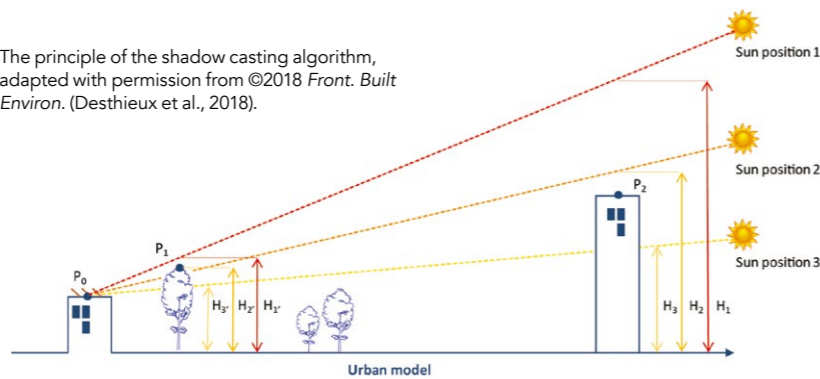 The principle of the shadow casting algorithm,
adapted with permission from ©2018 Front. Built
Environ. (Desthieux et al., 2018).
Sun position 1
Sun position 2
P2
P1
Sun position 3
P0
H3' H2' H1'
H3 H2 H1
Urban model